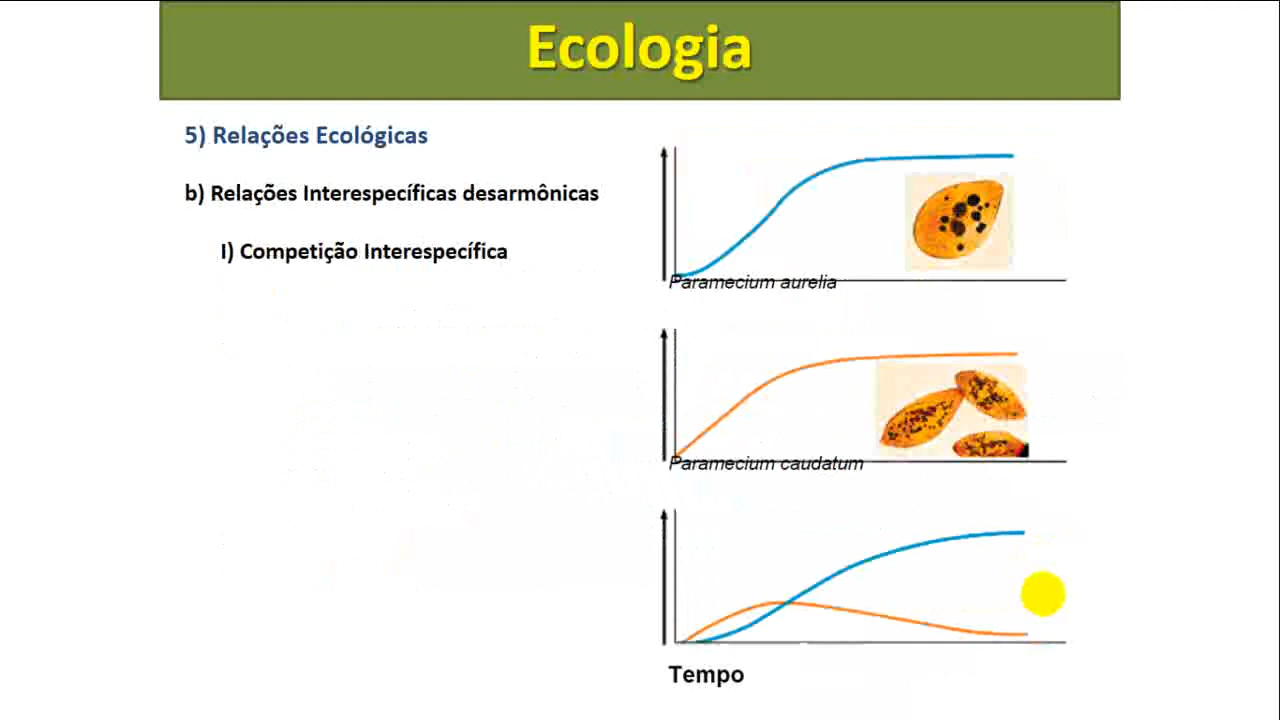 Ecologia
5) Relações Ecológicas
b) Relações Interespecíficas desarmônicas
I) Competição Interespecífica
Paramecium aurelia
Paramecium caudatum
Tempo